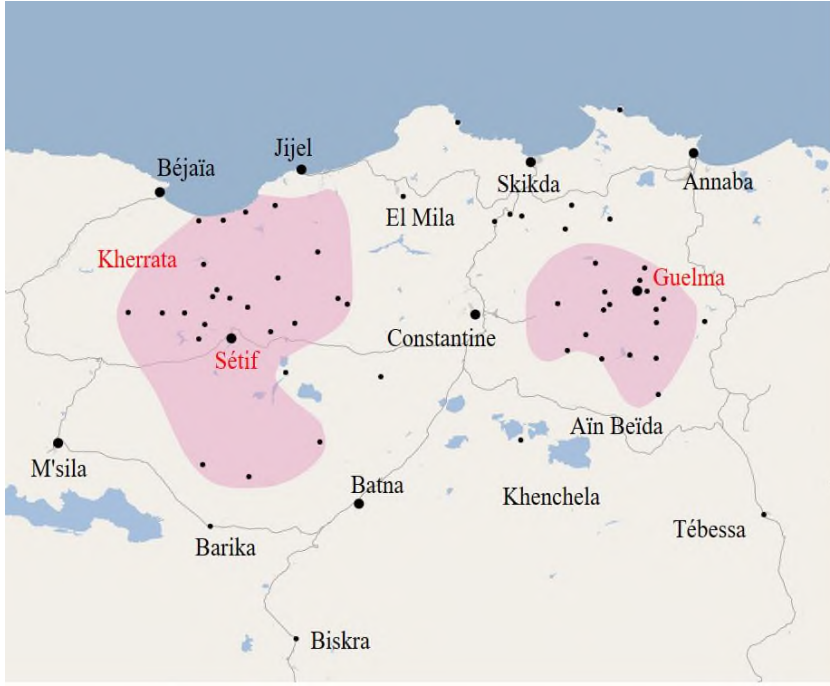 Jijel
Béjaïa
Skikda
Annaba
El Mila
Kherrata
Guelma
Constantine
Sétif
Aïn Beïda
M'sila
Batna
Khenchela
Tébessa
Barika
Biskra